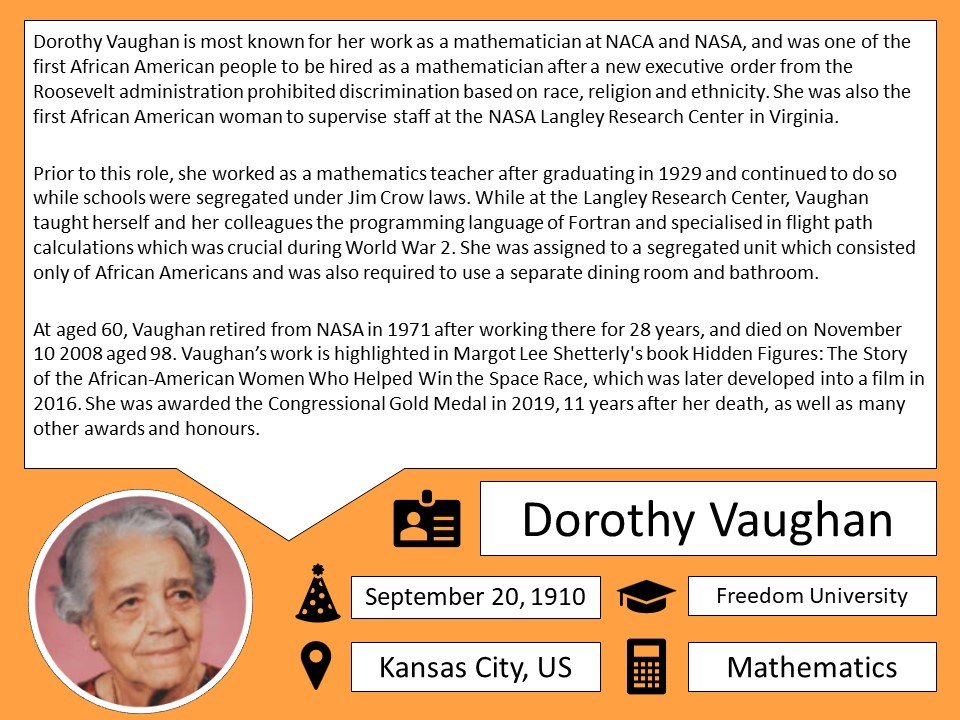 Dorothy Vaughan is most known for her work as a mathematician at NACA and NASA, and was one of the
first African American people to be hired as a mathematician after a new executive order from the
Roosevelt administration prohibited discrimination based on race, religion and ethnicity. She was also the
first African American woman to supervise staff at the NASA Langley Research Center in Virginia.
Prior to this role, she worked as a mathematics teacher after graduating in 1929 and continued to do so
while schools were segregated under Jim Crow laws. While at the Langley Research Center, Vaughan
taught herself and her colleagues the programming language of Fortran and specialised in flight path
calculations which was crucial during World War 2. She was assigned to a segregated unit which consisted
only of African Americans and was also required to use a separate dining room and bathroom.
At aged 60, Vaughan retired from NASA in 1971 after working there for 28 years, and died on November
10 2008 aged 98. Vaughan’s work is highlighted in Margot Lee Shetterly's book Hidden Figures: The Story
of the African-American Women Who Helped Win the Space Race, which was later developed into a film in
2016. She was awarded the Congressional Gold Medal in 2019, 11 years after her death, as well as many
other awards and honours.
Dorothy Vaughan
September 20, 1910
Freedom University
Kansas City, US
Mathematics